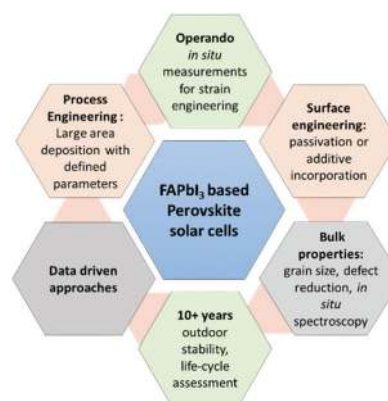 Operando
in situ
measurements
for strain
engineering
Process
Engineering :
Large area
deposition with
defined
parameters
Surface
engineering:
passivation or
additive
incorporation
FAPbI₃ based
Perovskite
solar cells
Data driven
approaches
Bulk
properties:
grain size, defect
reduction, in
situ
spectroscopy
10+ years
outdoor
stability,
life-cycle
assessment